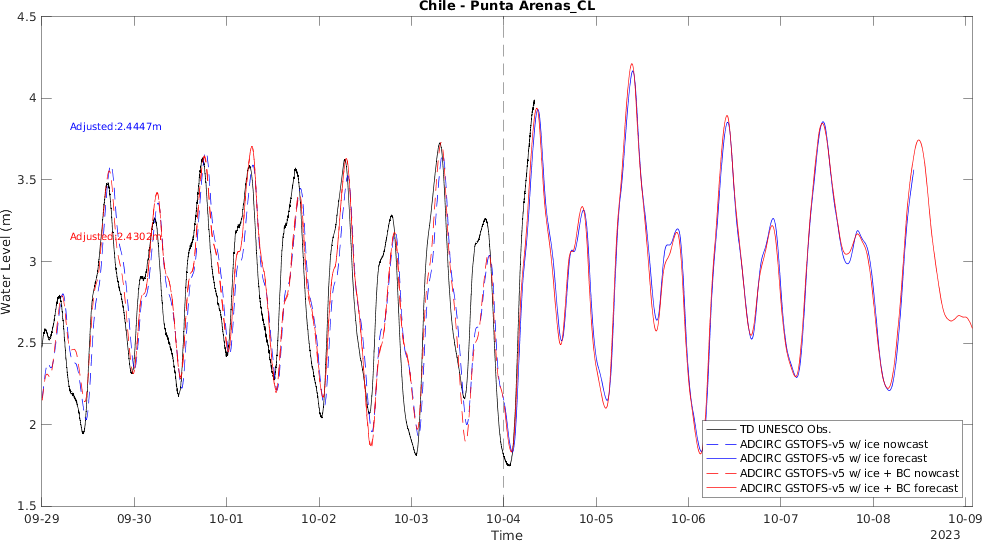 Chile - Punta Arenas_CL
4.5
4
3.5
3
2.5
2
1.5
Water Level (m)
Adjusted:2.4447m
Adjusted:2.4302m
TD UNESCO Obs.
ADCIRC GSTOFS-v5 w/ ice nowcast
ADCIRC GSTOFS-v5 w/ ice forecast
ADCIRC GSTOFS-v5 w/ ice + BC nowcast
ADCIRC GSTOFS-v5 w/ ice + BC forecast
09-29 09-30 10-01 10-02 10-03 10-04 10-05 10-06 10-07 10-08 10-09
Time
2023